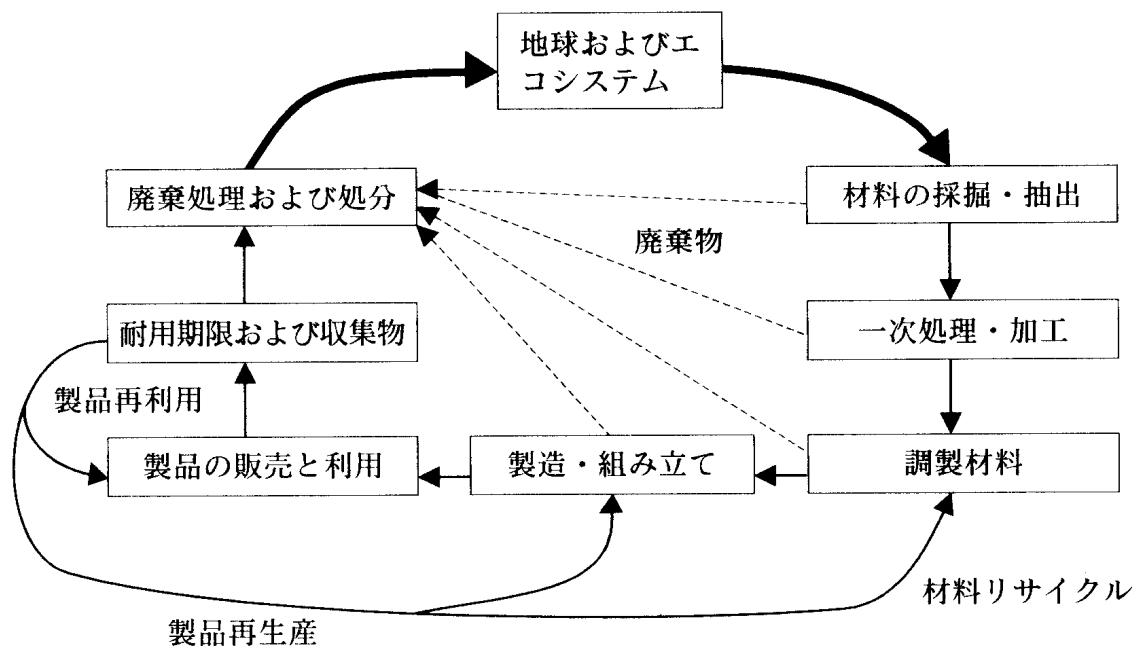 地球およびエ
コシステム
廃棄処理および処分
材料の採掘・抽出
廃棄物
耐用期限および収集物
一次処理・加工
製品再利用
製品の販売と利用
製造・組み立て
調製材料
材料リサイクル
製品再生産